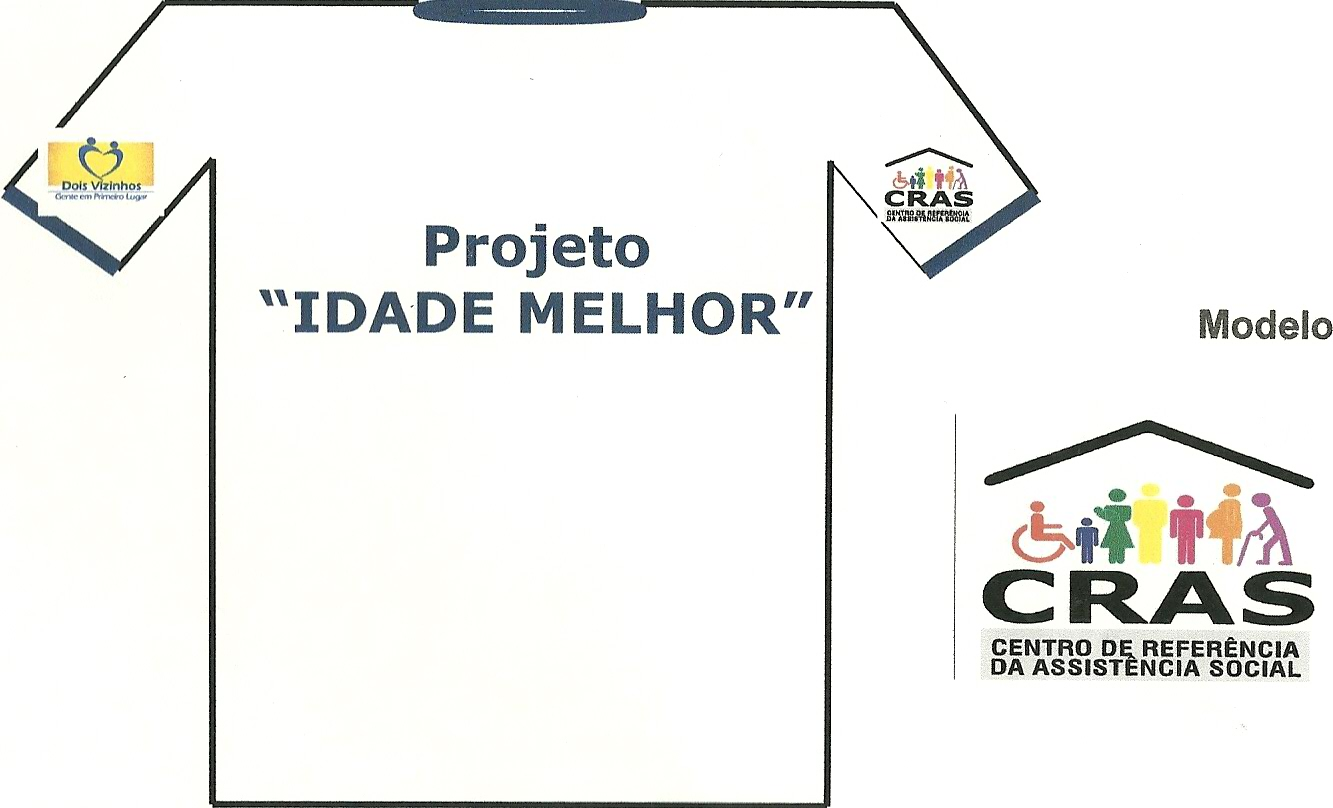 Dois Vizinhos
Gente em Primeiro Lugar
CRAS
CENTRO DE REFERÊNCIA
DA ASSISTÊNCIA SOCIAL
Projeto
“IDADE MELHOR”
Modelo
CRAS
CENTRO DE REFERÊNCIA
DA ASSISTÊNCIA SOCIAL